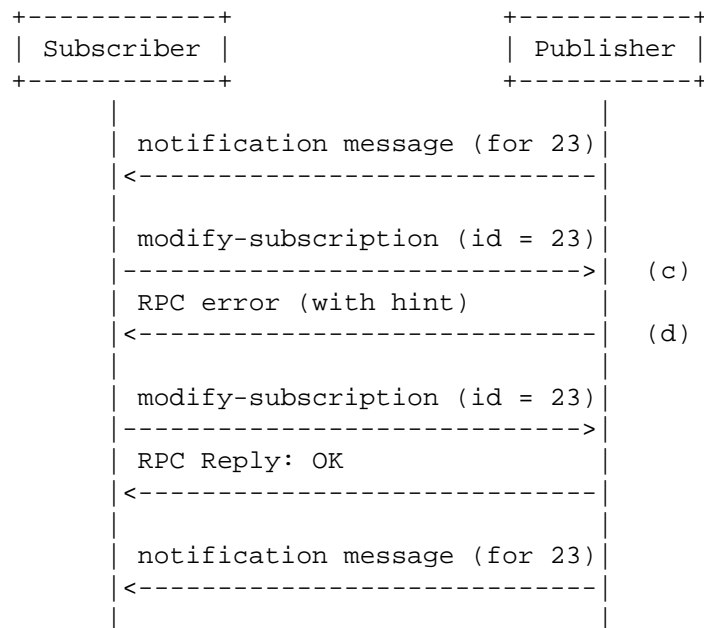 Subscriber Publisher
notification message (for 23)
modify-subscription (id = 23)
(c)
RPC error (with hint)
(d)
modify-subscription (id = 23)
RPC Reply: OK
notification message (for 23)